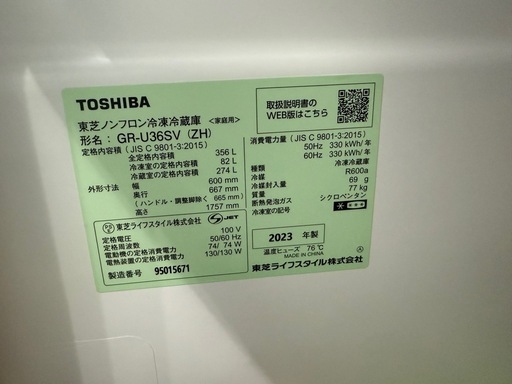 TOSHIBA
東芝ノンフロン冷凍冷蔵庫 <家庭用>
形名: GR-U36SV (ZH)
定格内容積 (JIS C 9801-3:2015)
全定格内容積 356 L
冷凍室の定格内容積 82 L
冷蔵室の定格内容積 274 L
外形寸法 幅 600 mm
奥行 667 mm
(ハンドル・調整脚除く 665 mm)
高さ 1757 mm
PS E 東芝ライフスタイル株式会社 S-JET
定格電圧 100 V
定格周波数 50/60 Hz
電動機の定格消費電力 74/ 74 W
電熱装置の定格消費電力 130/130 W
製造番号 95015671
取扱説明書の
WEB版はこちら
消費電力量 (JIS C 9801-3:2015)
50Hz 330 kWh/年
60Hz 330 kWh/年
種類 冷凍冷蔵庫
冷媒 R600a
冷媒封入量 69 g
質量 77 kg
断熱発泡ガス シクロペンタン
冷凍室の記号
2023 年製
温度ヒューズ 76 ℃
MADE IN CHINA
東芝ライフスタイル株式会社